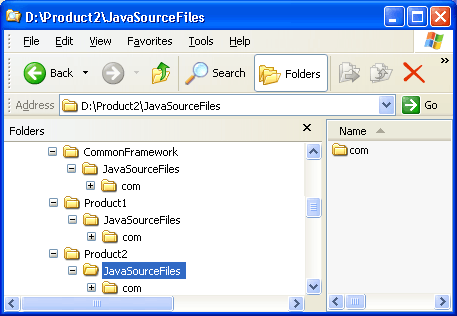 D:\Product2\JavaSourceFiles
File Edit View Favorites Tools Help
Back Search Folders
Address D:\Product2\JavaSourceFiles Go
Folders
Name
com
CommonFramework
JavaSourceFiles
com
Product1
JavaSourceFiles
com
Product2
JavaSourceFiles
com